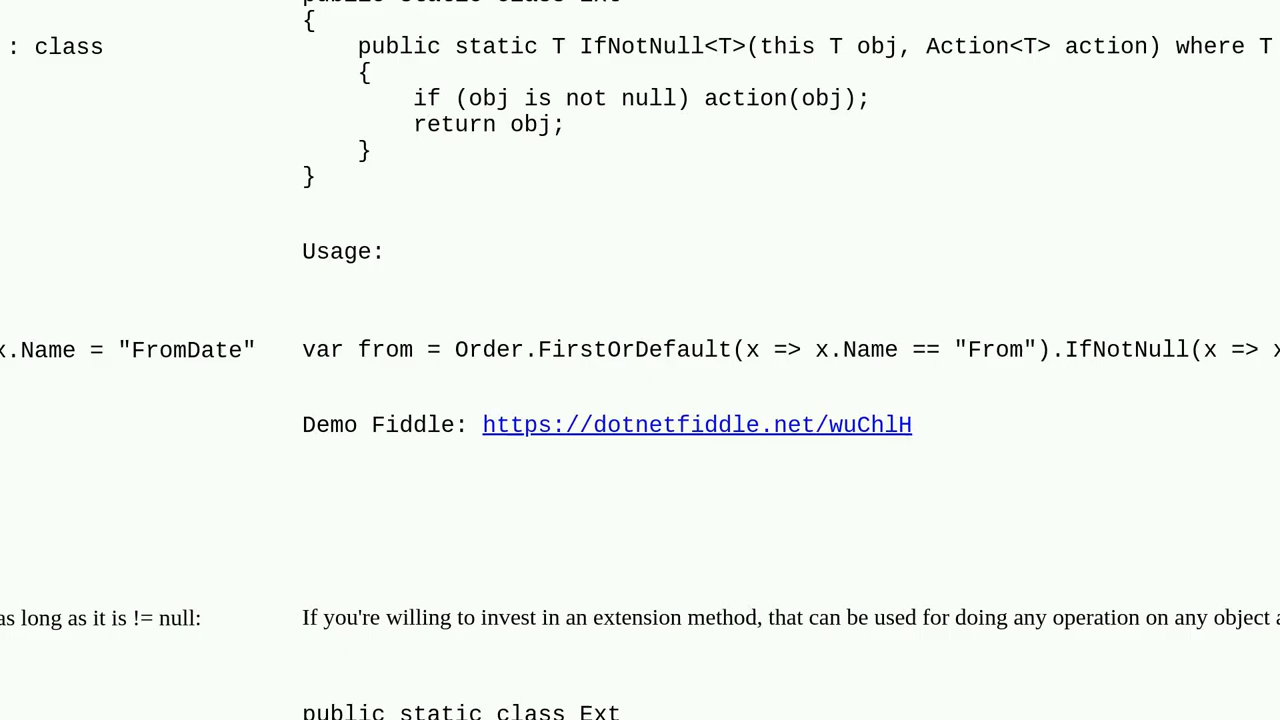 public static class Ext
{
: class
public static T IfNotNull<T>(this T obj, Action<T> action) where T
{
if (obj is not null) action(obj);
return obj;
}
}
Usage:
x.Name = "FromDate"
var from = Order.FirstOrDefault(x => x.Name == "From").IfNotNull(x =>
Demo Fiddle: https://dotnetfiddle.net/wuChlH
as long as it is != null:
If you're willing to invest in an extension method, that can be used for doing any operation on any object
public static class Ext